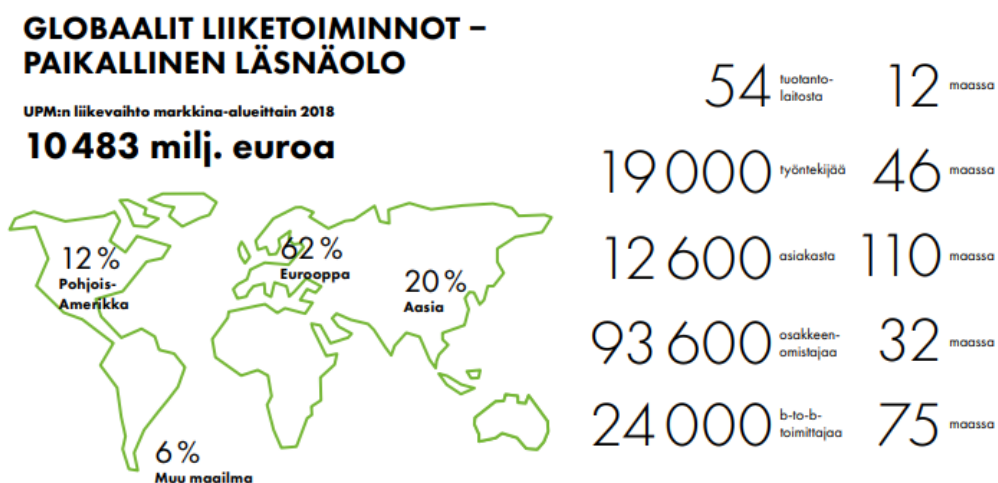 GLOBAALIT LIIKETOIMINNOT –
PAIKALLINEN LÄSNÄOLO
UPM:n liikevaihto markkina-alueittain 2018
10 483 milj. euroa
12 %
Pohjois-
Amerikka
62 %
Eurooppa
20 %
Aasia
6 %
Muu maailma
54 tuotanto-
laitosta
12 maassa
19 000 työntekijää
46 maassa
12 600 asiakasta
110 maassa
93 600 osakkeen-
omistajaa
32 maassa
24 000 b-to-b-
toimittajaa
75 maassa